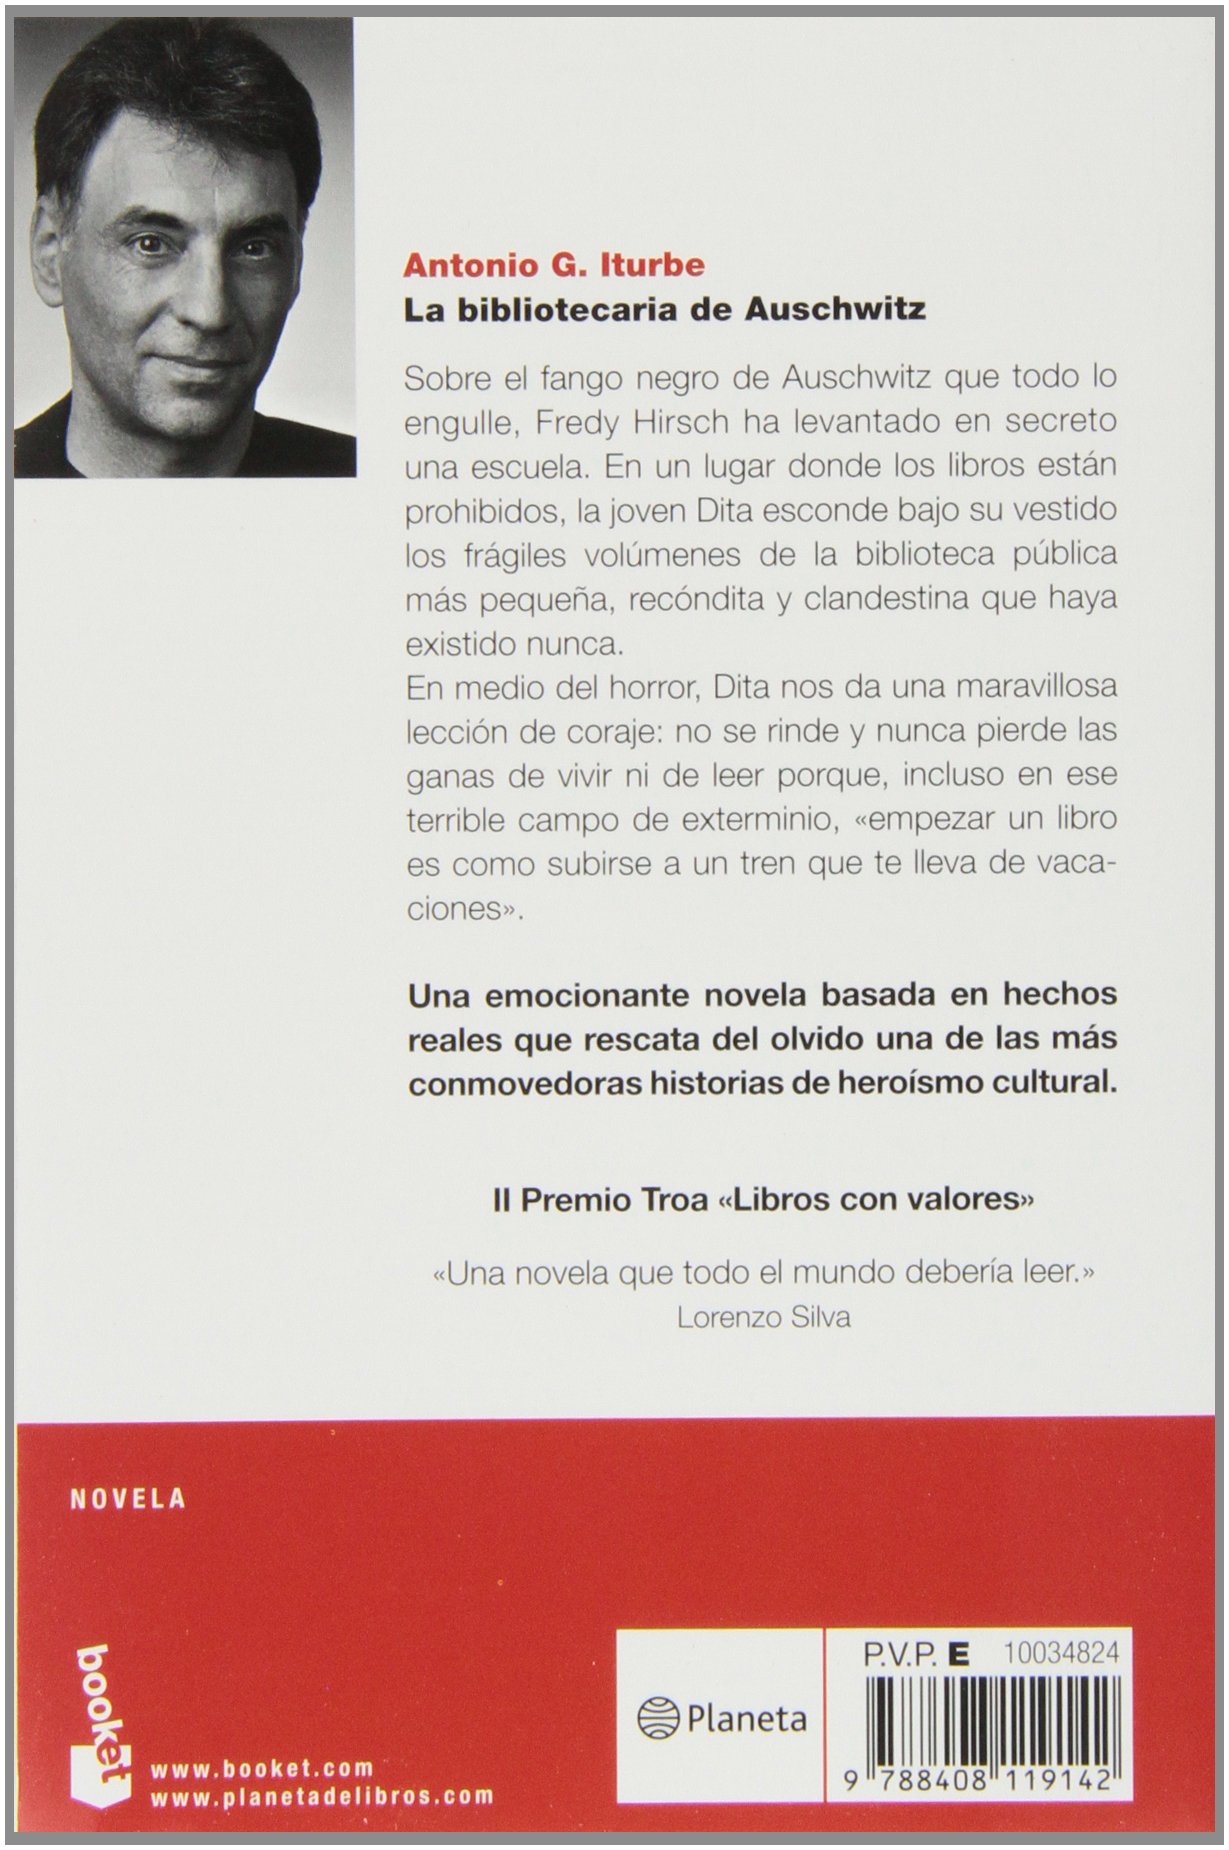 Antonio G. Iturbe
La bibliotecaria de Auschwitz
Sobre el fango negro de Auschwitz que todo lo
engulle, Fredy Hirsch ha levantado en secreto
una escuela. En un lugar donde los libros están
prohibidos, la joven Dita esconde bajo su vestido
los frágiles volúmenes de la biblioteca pública
más pequeña, recóndita y clandestina que haya
existido nunca.
En medio del horror, Dita nos da una maravillosa
lección de coraje: no se rinde y nunca pierde las
ganas de vivir ni de leer porque, incluso en ese
terrible campo de exterminio, «empezar un libro
es como subirse a un tren que te lleva de vaca-
ciones».
Una emocionante novela basada en hechos
reales que rescata del olvido una de las más
conmovedoras historias de heroísmo cultural.
II Premio Troa «Libros con valores»
«Una novela que todo el mundo debería leer.»
Lorenzo Silva
NOVELA
booket
www.booket.com
www.planetadelibros.com
Planeta
P.V.P. E 10034824
9 788408 119142